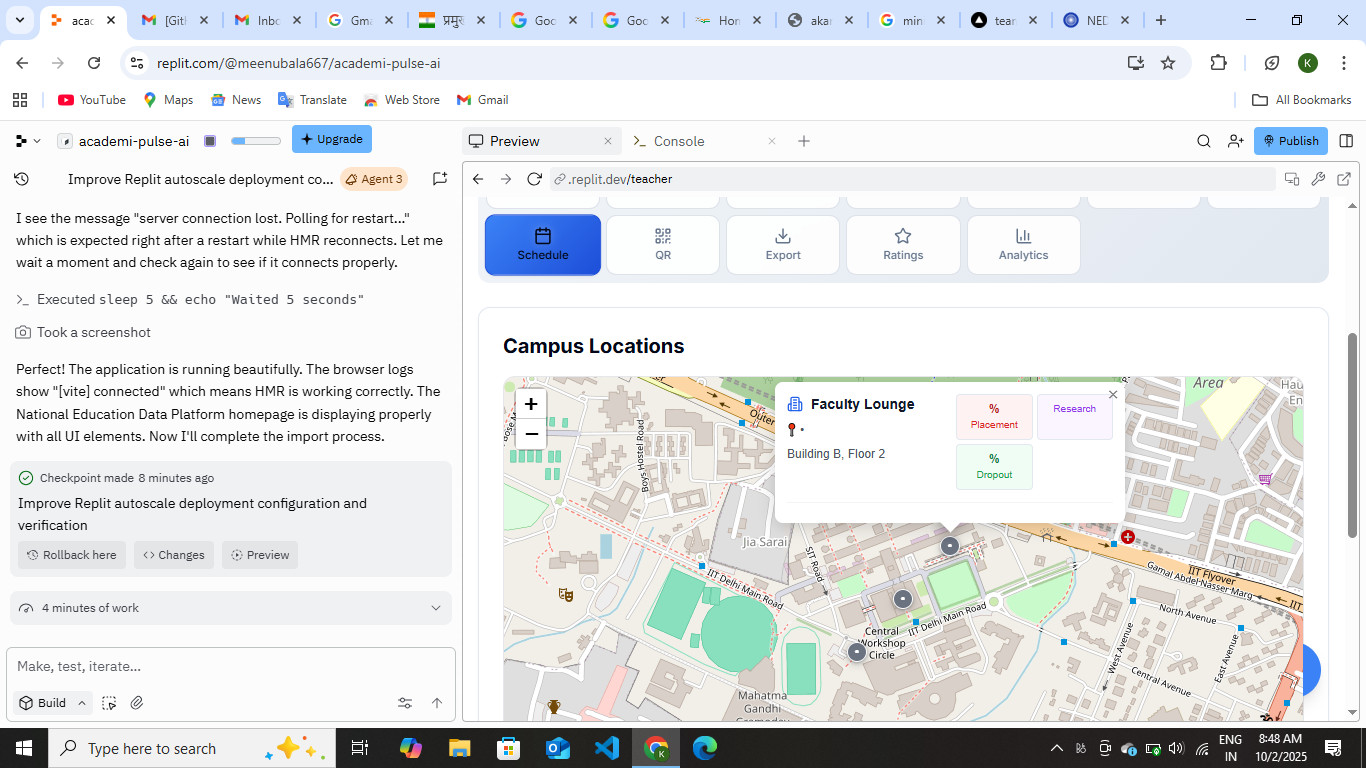 acac
[Gith
Inbo
Gma
प्रमुख
Goo
Goo
Hon
akar
min
tear
NED
replit.com/@meenubala667/academi-pulse-ai
K
YouTube
Maps
News
Translate
Web Store
Gmail
All Bookmarks
academi-pulse-ai
Upgrade
Preview
Console
Publish
Improve Replit autoscale deployment co...
Agent 3
.replit.dev/teacher
I see the message "server connection lost. Polling for restart..."
which is expected right after a restart while HMR reconnects. Let me
wait a moment and check again to see if it connects properly.
Executed sleep 5 && echo "Waited 5 seconds"
Took a screenshot
Perfect! The application is running beautifully. The browser logs
show "[vite] connected" which means HMR is working correctly. The
National Education Data Platform homepage is displaying properly
with all UI elements. Now I'll complete the import process.
Checkpoint made 8 minutes ago
Improve Replit autoscale deployment configuration and
verification
Rollback here
Changes
Preview
4 minutes of work
Make, test, iterate...
Build
Schedule
QR
Export
Ratings
Analytics
Campus Locations
+
−
Faculty Lounge
Building B, Floor 2
%
Placement
Research
%
Dropout
Area
Outer
Boys Hostel Road
Jia Sarai
SIT Road
IIT Delhi Main Road
IIT Delhi Main Road
Central
Workshop
Circle
Mahatma
Gandhi
IIT Flyover
Gamal Abdel Nasser Marg
IIT
North Avenue
West Avenue
East Avenue
Central Avenue
Type here to search
K
ENG
IN
8:48 AM
10/2/2025